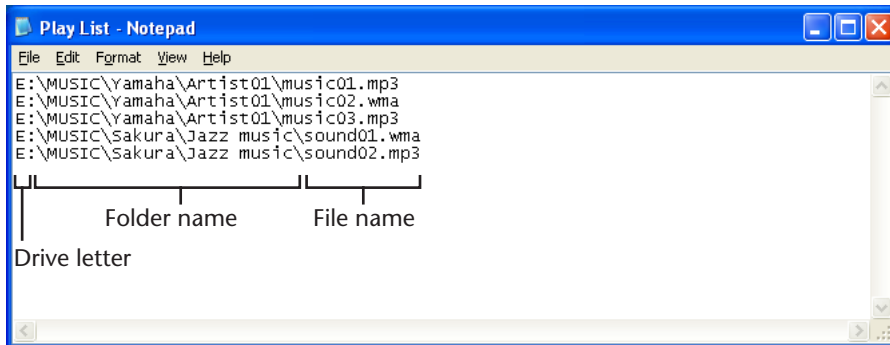 Play List - Notepad
File Edit Format View Help
E:\MUSIC\Yamaha\Artist01\music01.mp3
E:\MUSIC\Yamaha\Artist01\music02.wma
E:\MUSIC\Yamaha\Artist01\music03.mp3
E:\MUSIC\Sakura\Jazz music\sound01.wma
E:\MUSIC\Sakura\Jazz music\sound02.mp3
Folder name File name
Drive letter